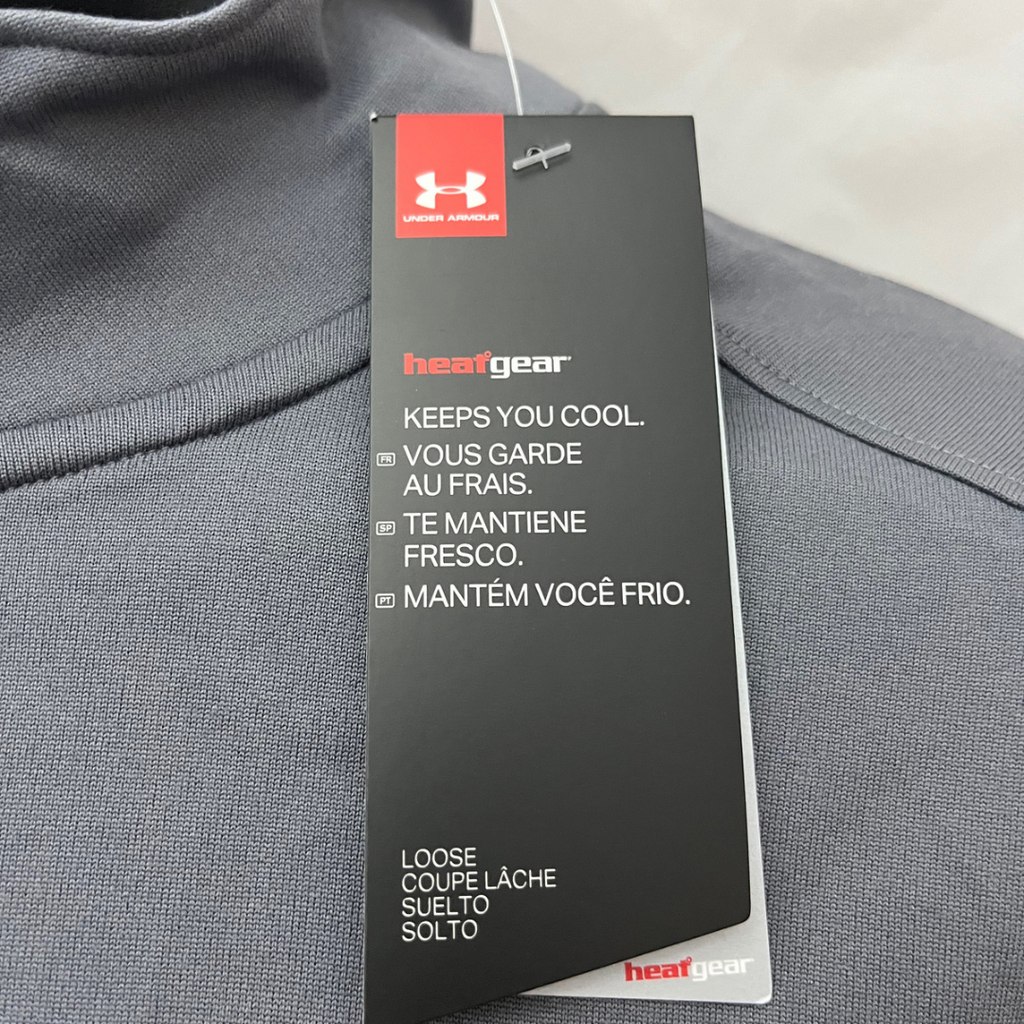 UNDER ARMOUR
heatgear
KEEPS YOU COOL.
FR VOUS GARDE
AU FRAIS.
SP TE MANTIENE
FRESCO.
PT MANTÉM VOCÊ FRIO.
LOOSE
COUPE LÂCHE
SUELTO
SOLTO
heatgear